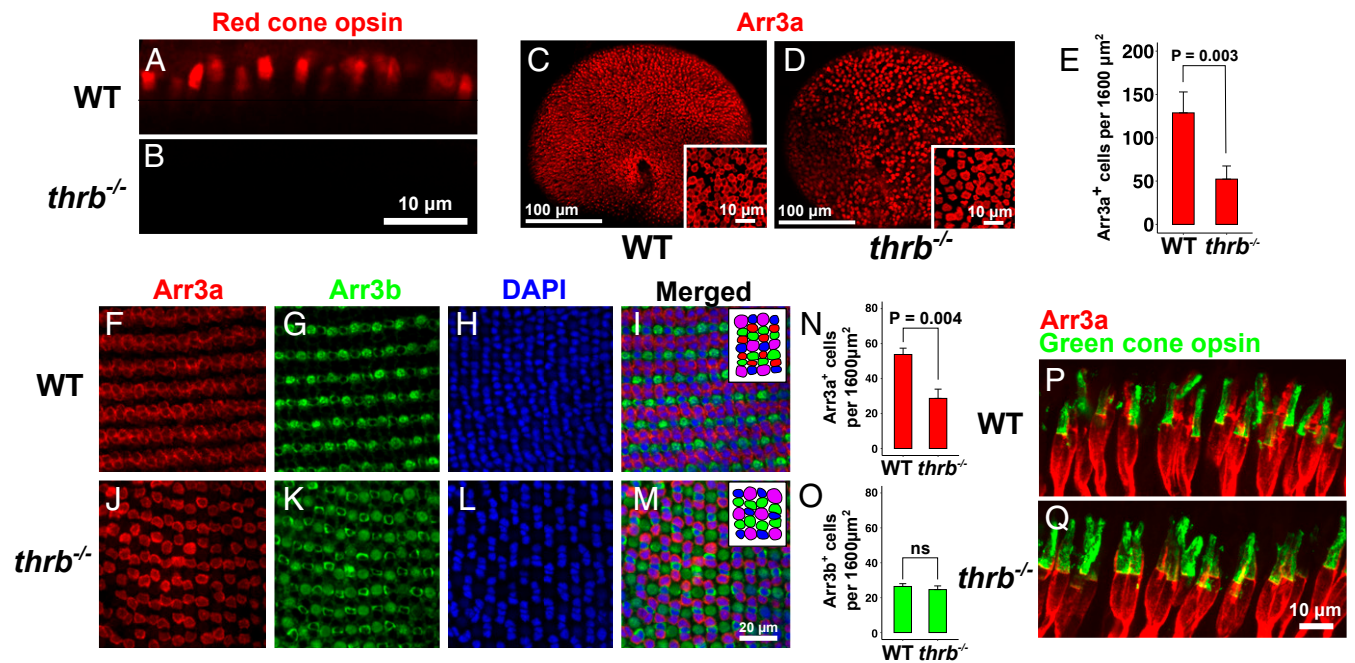 Red cone opsin
WT
A
thrb-/-
B
10 µm
Arr3a
C
100 µm
10 µm
WT
D
100 µm
10 µm
thrb-/-
E
Arr3a+ cells per 1600 µm2
200
150
100
50
0
P = 0.003
WT thrb-/-
Arr3a Arr3b DAPI Merged
WT
F G H I
thrb-/-
J K L M
20 µm
N
Arr3a+ cells
per 1600µm2
80
60
40
20
0
P = 0.004
WT thrb-/-
O
Arr3b+ cells
per 1600µm2
80
60
40
20
0
ns
WT thrb-/-
Arr3a
Green cone opsin
WT
P
thrb-/-
Q
10 µm